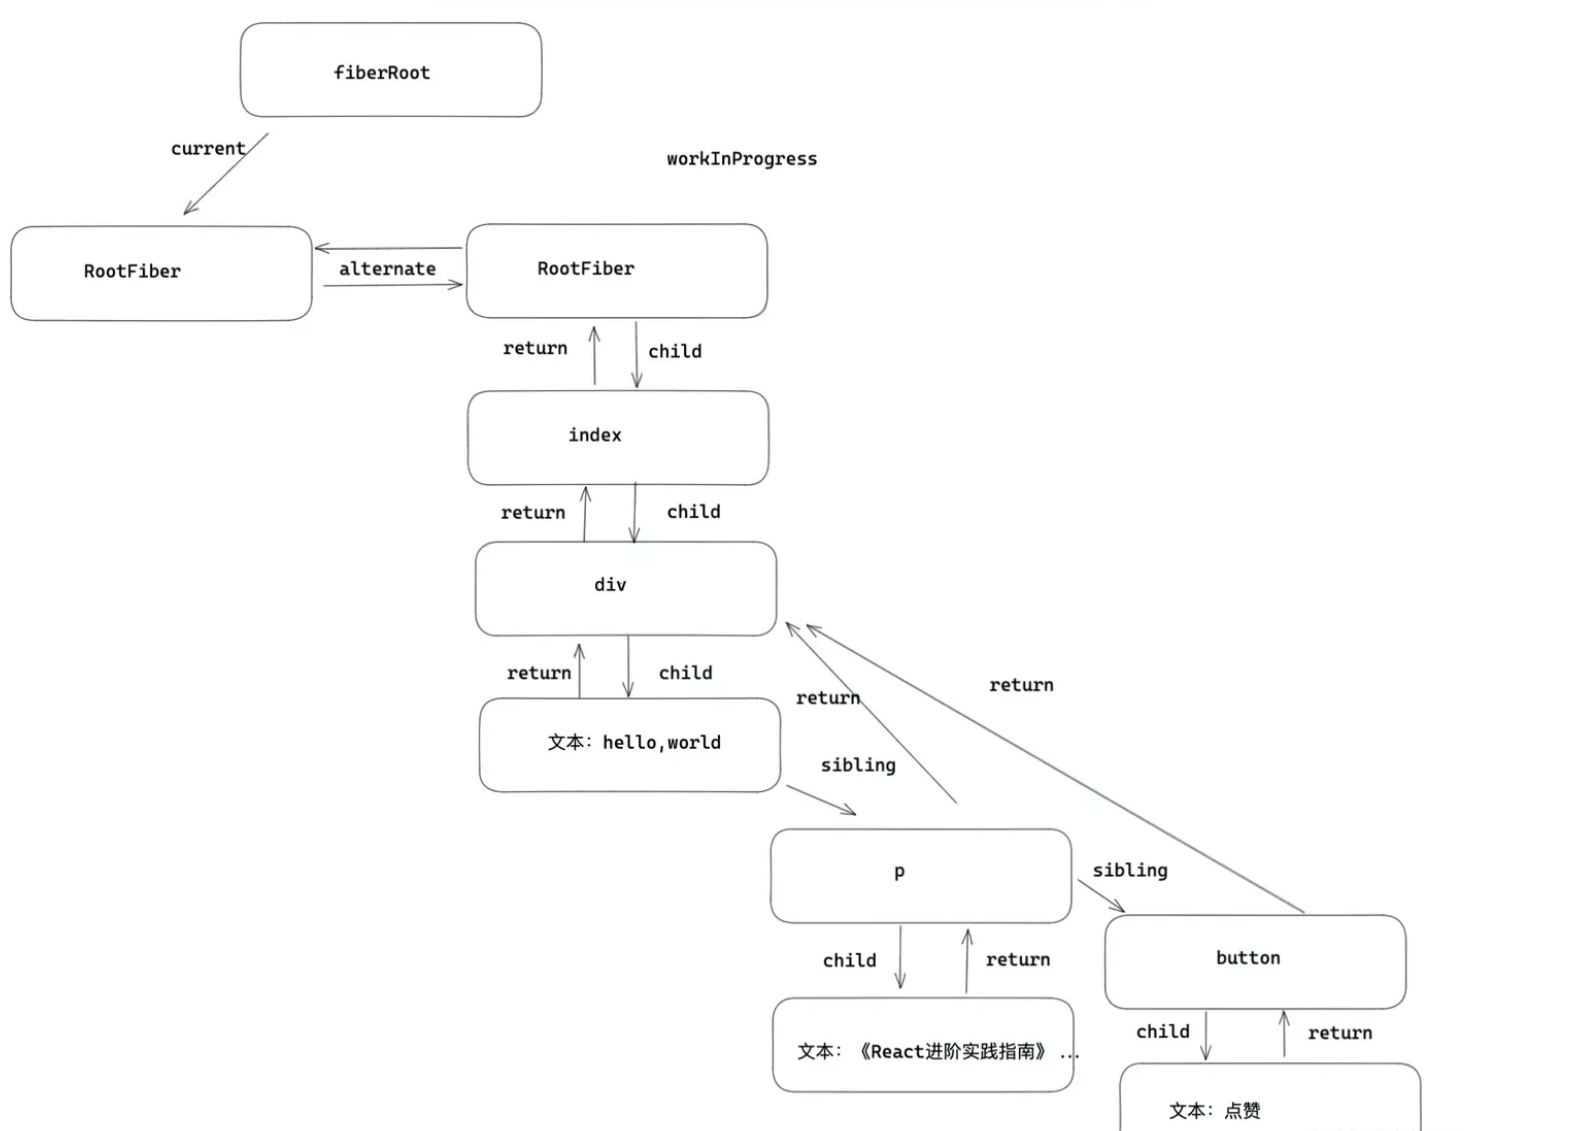 fiberRoot
current
workInProgress
RootFiber
alternate
RootFiber
return
child
index
return
child
div
return
child
return
return
文本：hello,world
sibling
p
sibling
button
child
return
child
return
文本：《React进阶实践指南》 ...
文本：点赞